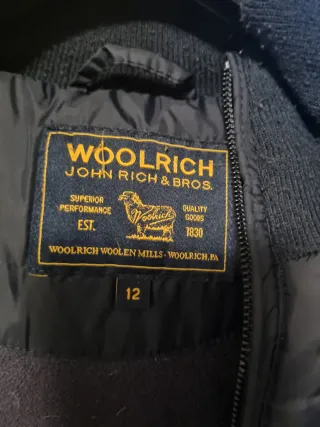 WOOLRICH
JOHN RICH & BROS.
SUPERIOR
PERFORMANCE
EST.
Woolrich
QUALITY
GOODS
1830
WOOLRICH WOOLEN MILLS · WOOLRICH, PA
12